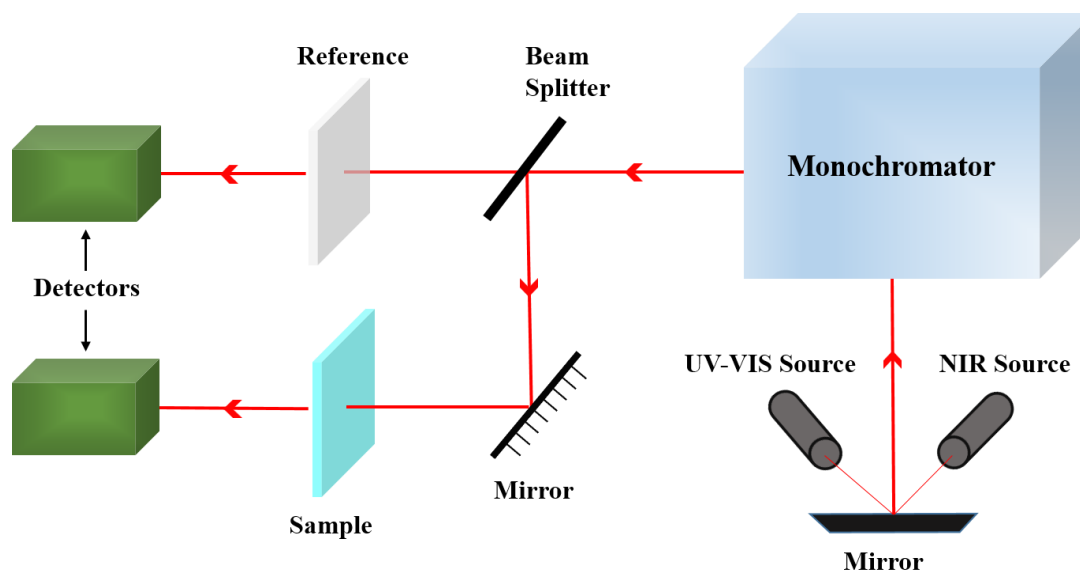 Reference
Beam
Splitter
Monochromator
Detectors
UV-VIS Source
NIR Source
Mirror
Sample
Mirror